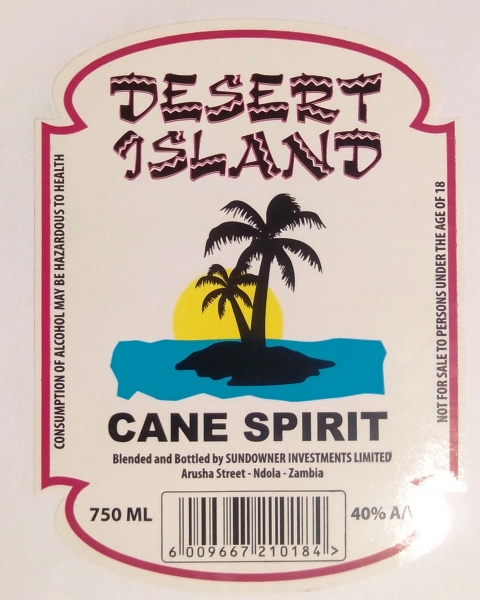 DESERT
ISLAND
CONSUMPTION OF ALCOHOL MAY BE HAZARDOUS TO HEALTH
NOT FOR SALE TO PERSONS UNDER THE AGE OF 18
CANE SPIRIT
Blended and Bottled by SUNDOWNER INVESTMENTS LIMITED
Arusha Street - Ndola - Zambia
750 ML
40%
6 009667 210184 >